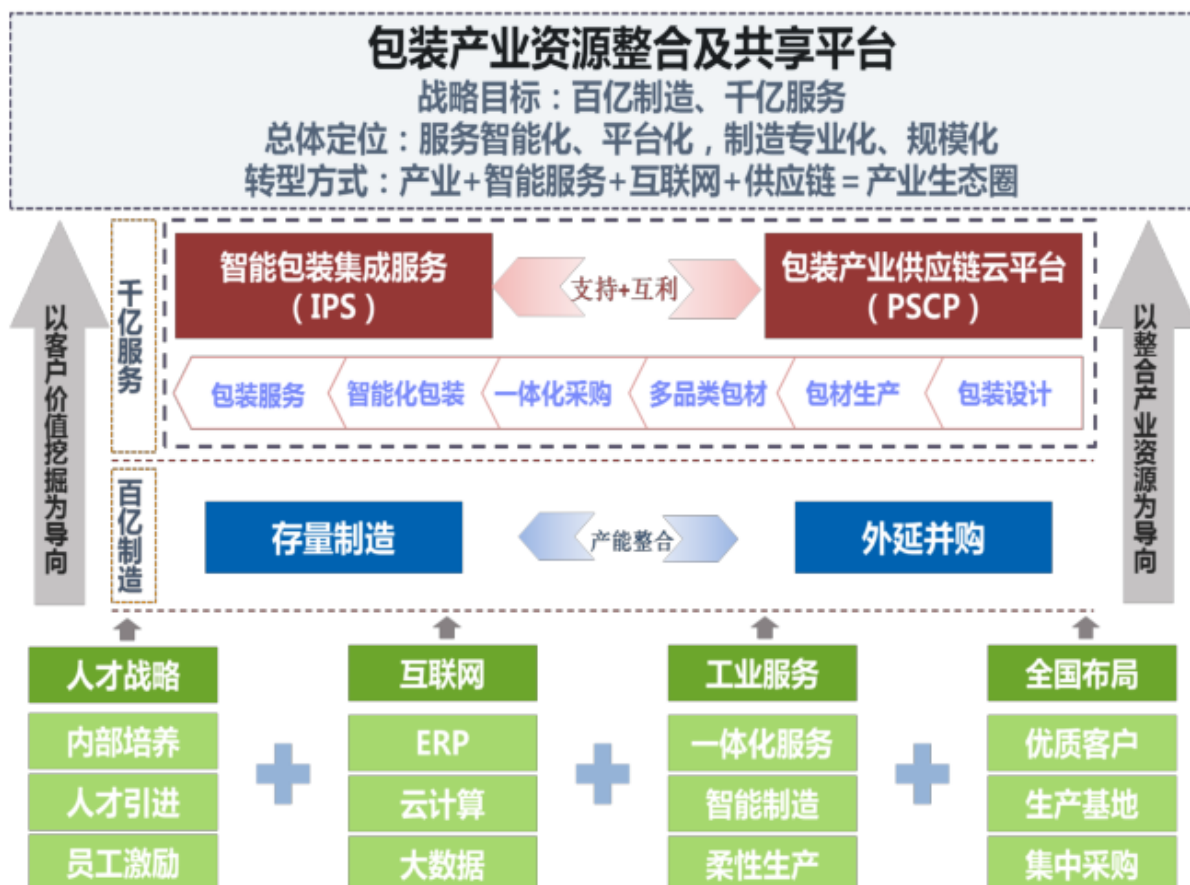 包装产业资源整合及共享平台
战略目标：百亿制造、千亿服务
总体定位：服务智能化、平台化，制造专业化、规模化
转型方式：产业+智能服务+互联网+供应链＝产业生态圈
以客户价值挖掘为导向
千亿服务
智能包装集成服务
（IPS）
支持+互利
包装产业供应链云平台
（PSCP）
包装服务
智能化包装
一体化采购
多品类包材
包材生产
包装设计
以整合产业资源为导向
百亿制造
存量制造
产能整合
外延并购
人才战略
互联网
工业服务
全国布局
内部培养
ERP
一体化服务
优质客户
人才引进
云计算
智能制造
生产基地
员工激励
大数据
柔性生产
集中采购